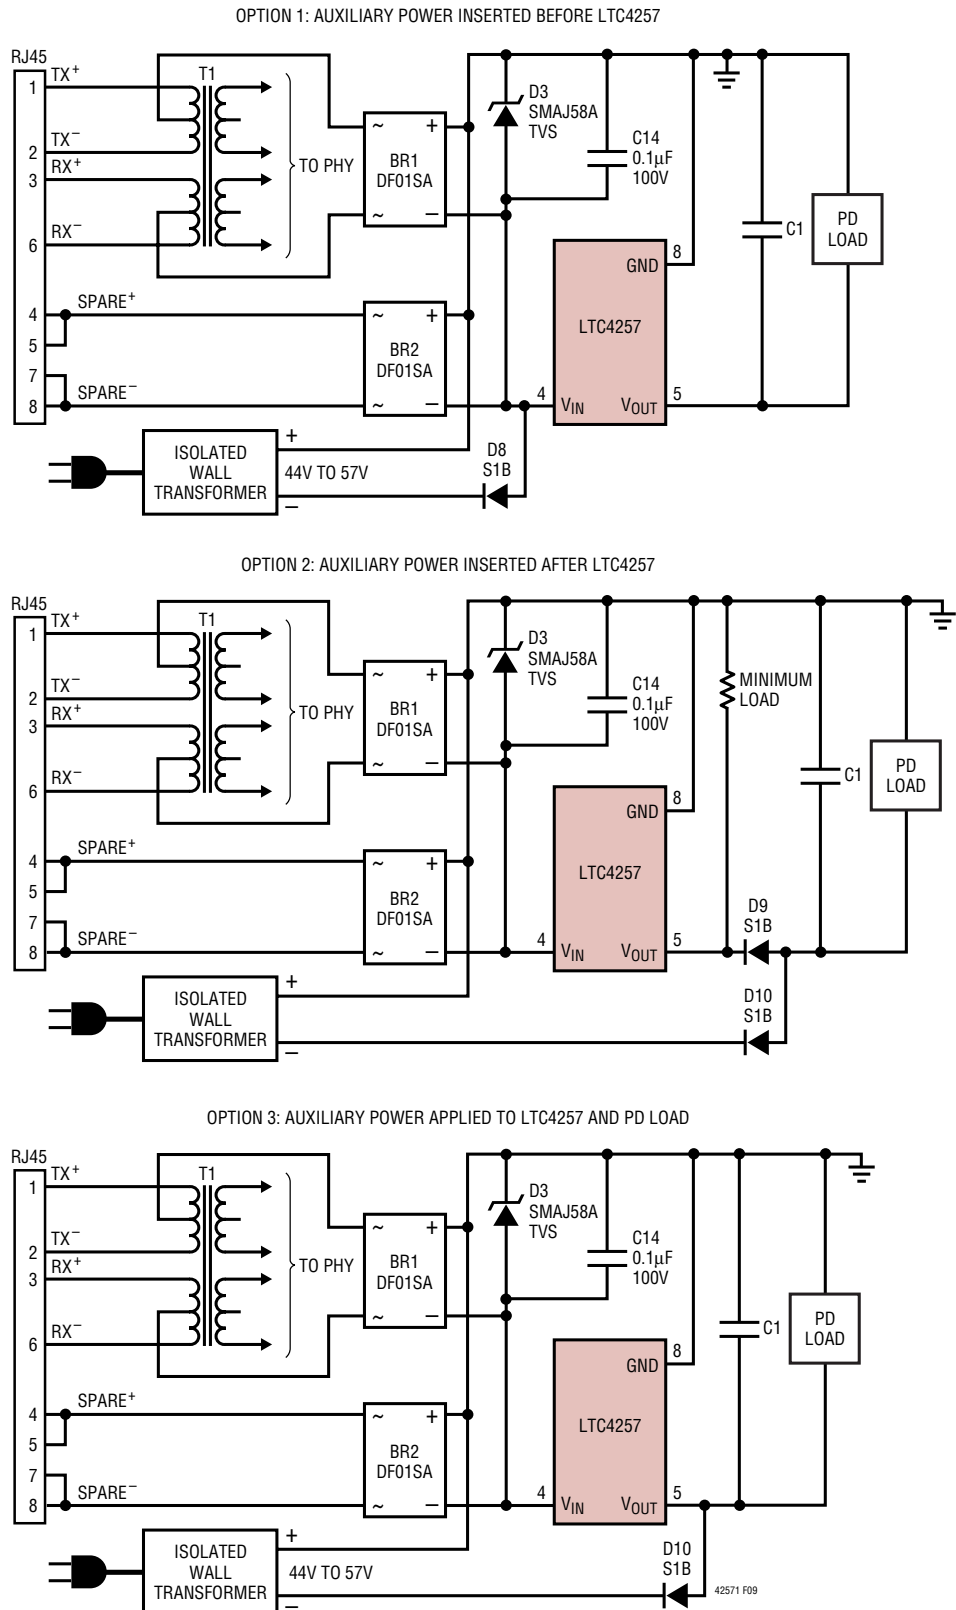 OPTION 1: AUXILIARY POWER INSERTED BEFORE LTC4257
RJ45
1
TX+
2
TX–
3
RX+
6
RX–
T1
TO PHY
~
+
BR1
DF01SA
~
–
D3
SMAJ58A
TVS
C14
0.1µF
100V
C1
PD
LOAD
GND
8
LTC4257
4
VIN
VOUT
5
4
SPARE+
5
7
8
SPARE–
~
+
BR2
DF01SA
~
–
ISOLATED
WALL
TRANSFORMER
+
44V TO 57V
–
D8
S1B
OPTION 2: AUXILIARY POWER INSERTED AFTER LTC4257
RJ45
1
TX+
2
TX–
3
RX+
6
RX–
T1
TO PHY
~
+
BR1
DF01SA
~
–
D3
SMAJ58A
TVS
C14
0.1µF
100V
MINIMUM
LOAD
C1
PD
LOAD
GND
8
LTC4257
4
VIN
VOUT
5
D9
S1B
4
SPARE+
5
7
8
SPARE–
~
+
BR2
DF01SA
~
–
ISOLATED
WALL
TRANSFORMER
+
–
D10
S1B
OPTION 3: AUXILIARY POWER APPLIED TO LTC4257 AND PD LOAD
RJ45
1
TX+
2
TX–
3
RX+
6
RX–
T1
TO PHY
~
+
BR1
DF01SA
~
–
D3
SMAJ58A
TVS
C14
0.1µF
100V
C1
PD
LOAD
GND
8
LTC4257
4
VIN
VOUT
5
4
SPARE+
5
7
8
SPARE–
~
+
BR2
DF01SA
~
–
ISOLATED
WALL
TRANSFORMER
+
44V TO 57V
–
D10
S1B
42571 F09